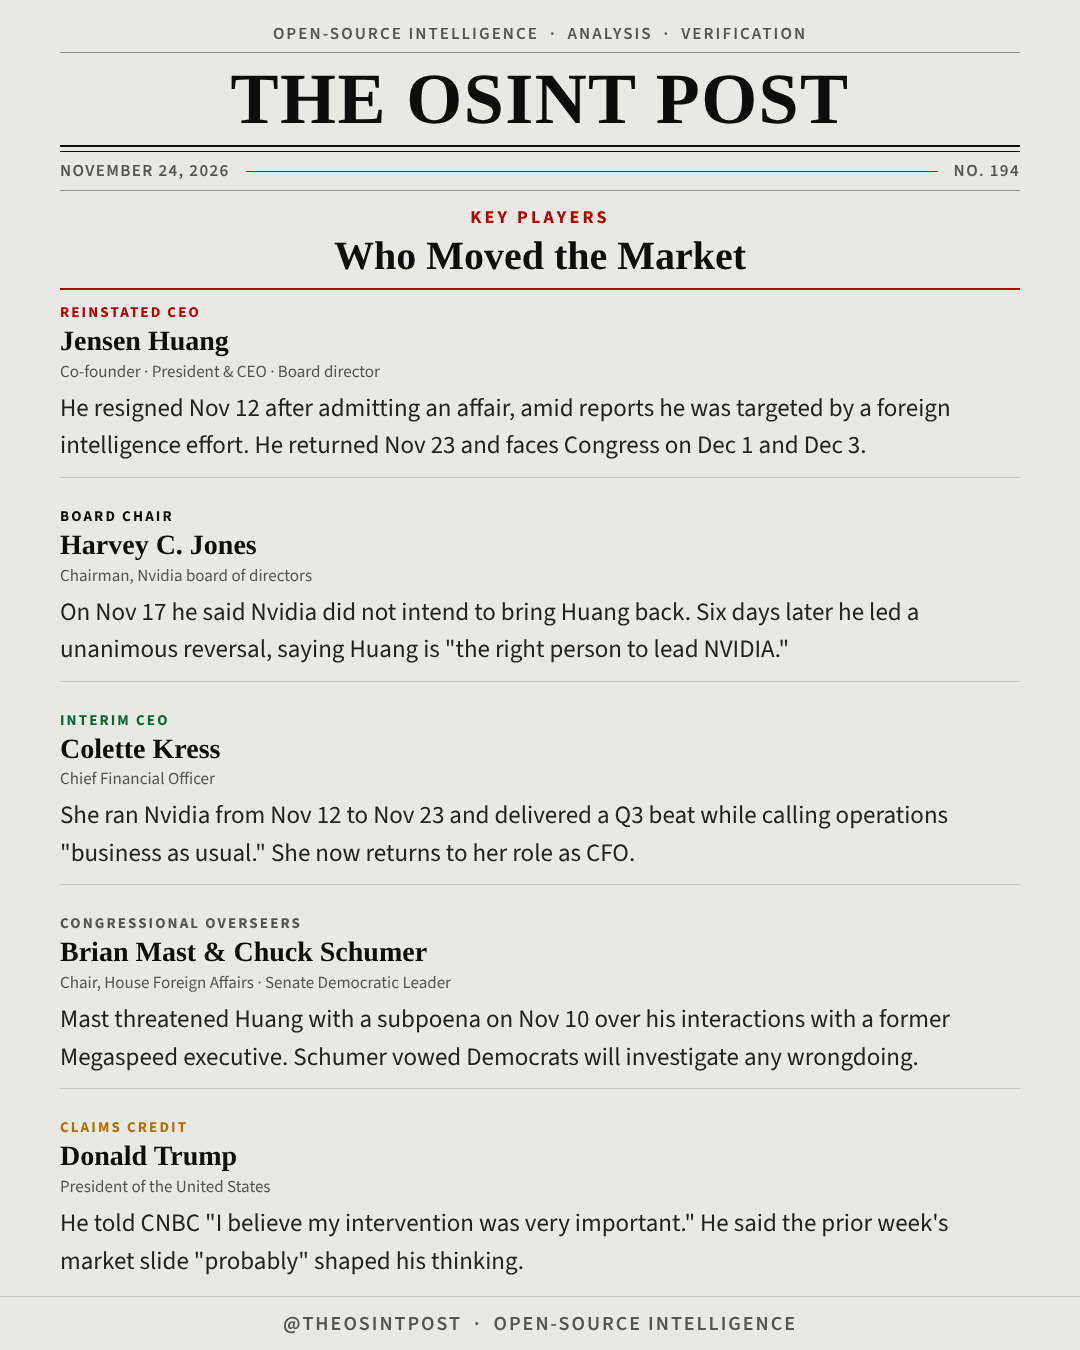 OPEN-SOURCE INTELLIGENCE · ANALYSIS · VERIFICATION
THE OSINT POST
NOVEMBER 24, 2026
NO. 194
KEY PLAYERS
Who Moved the Market
REINSTATED CEO
Jensen Huang
Co-founder · President & CEO · Board director
He resigned Nov 12 after admitting an affair, amid reports he was targeted by a foreign
intelligence effort. He returned Nov 23 and faces Congress on Dec 1 and Dec 3.
BOARD CHAIR
Harvey C. Jones
Chairman, Nvidia board of directors
On Nov 17 he said Nvidia did not intend to bring Huang back. Six days later he led a
unanimous reversal, saying Huang is "the right person to lead NVIDIA."
INTERIM CEO
Colette Kress
Chief Financial Officer
She ran Nvidia from Nov 12 to Nov 23 and delivered a Q3 beat while calling operations
"business as usual." She now returns to her role as CFO.
CONGRESSIONAL OVERSEERS
Brian Mast & Chuck Schumer
Chair, House Foreign Affairs · Senate Democratic Leader
Mast threatened Huang with a subpoena on Nov 10 over his interactions with a former
Megaspeed executive. Schumer vowed Democrats will investigate any wrongdoing.
CLAIMS CREDIT
Donald Trump
President of the United States
He told CNBC "I believe my intervention was very important." He said the prior week's
market slide "probably" shaped his thinking.
@THEOSINTPOST · OPEN-SOURCE INTELLIGENCE